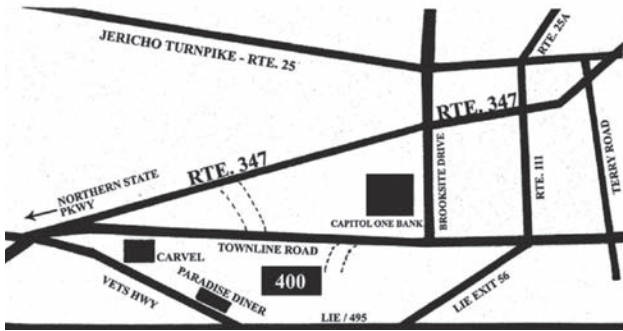 JERICHO TURNPIKE - RTE. 25
RTE. 25A
RTE. 347
RTE. 347
NORTHERN STATE
PKWY
BROOKSITE DRIVE
RTE. 111
TERRY ROAD
CAPITOL ONE BANK
TOWNLINE ROAD
CARVEL
PARADISE DINER
400
VETS HWY
LIE / 495
LIE EXIT 56